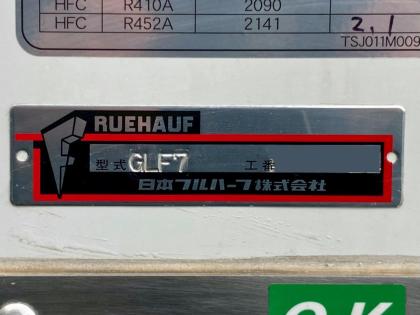 HFC R410A 2090
HFC R452A 2141
2,1
TSJ011M009
RUEHAUF
型式 GLF7 工番
日本フルハーフ株式会社